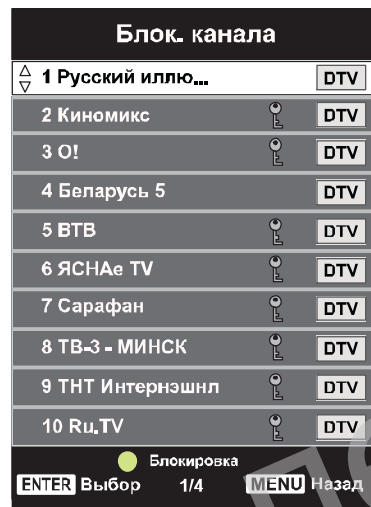 Блок. канала
1 Русский иллю... DTV
2 Киномикс DTV
3 О! DTV
4 Беларусь 5 DTV
5 ВТВ DTV
6 ЯСНАе TV DTV
7 Сарафан DTV
8 ТВ-3 - МИНСК DTV
9 ТНТ Интернэшнл DTV
10 Ru.TV DTV
Блокировка
ENTER Выбор 1/4 MENU Назад